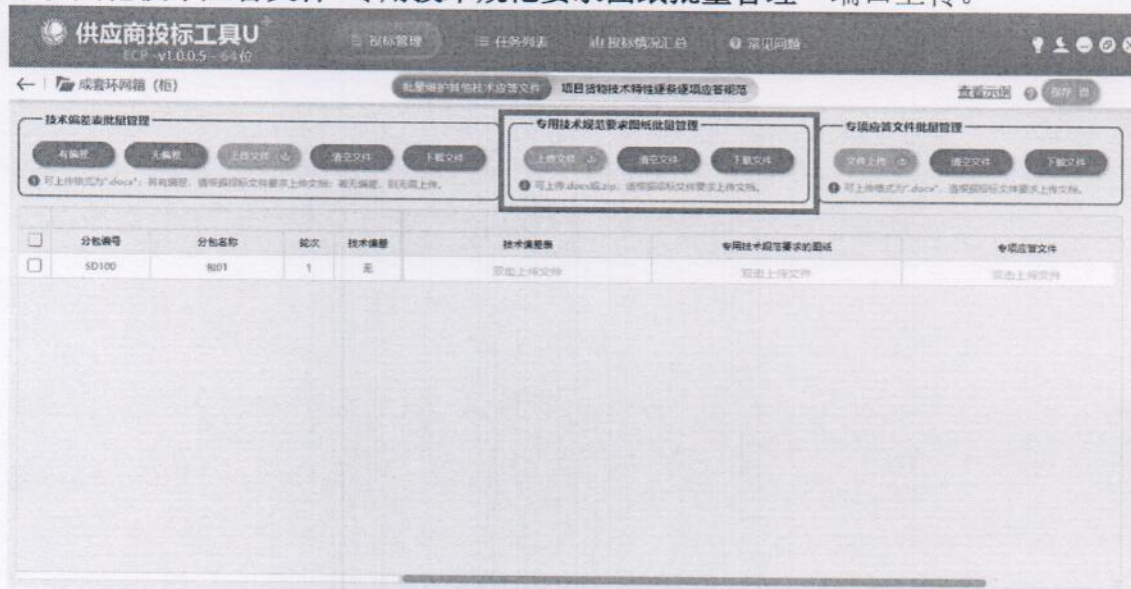 供应商投标工具U+
ECP v1.0.0.5 - 64位
投标管理
任务列表
投标情况汇总
常见问题
成套环网箱（柜）
批量维护其他技术应答文件
项目货物技术特性逐条逐项应答规范
查看示例
保存
技术偏差表批量管理
有偏差 无偏差 上传文件 清空文件 下载文件
可上传格式为".docx"；若有偏差，请根据招标文件要求上传文档；若无偏差，则无需上传。
专用技术规范要求图纸批量管理
上传文件 清空文件 下载文件
可上传.docx或.zip，请根据招标文件要求上传文档。
专项应答文件批量管理
文件上传 清空文件 下载文件
可上传格式为".docx"，请根据招标文件要求上传文档。
分包编号 分包名称 轮次 技术偏差 技术偏差表 专用技术规范要求的图纸 专项应答文件
SD100 包01 1 无 双击上传文件 双击上传文件 双击上传文件